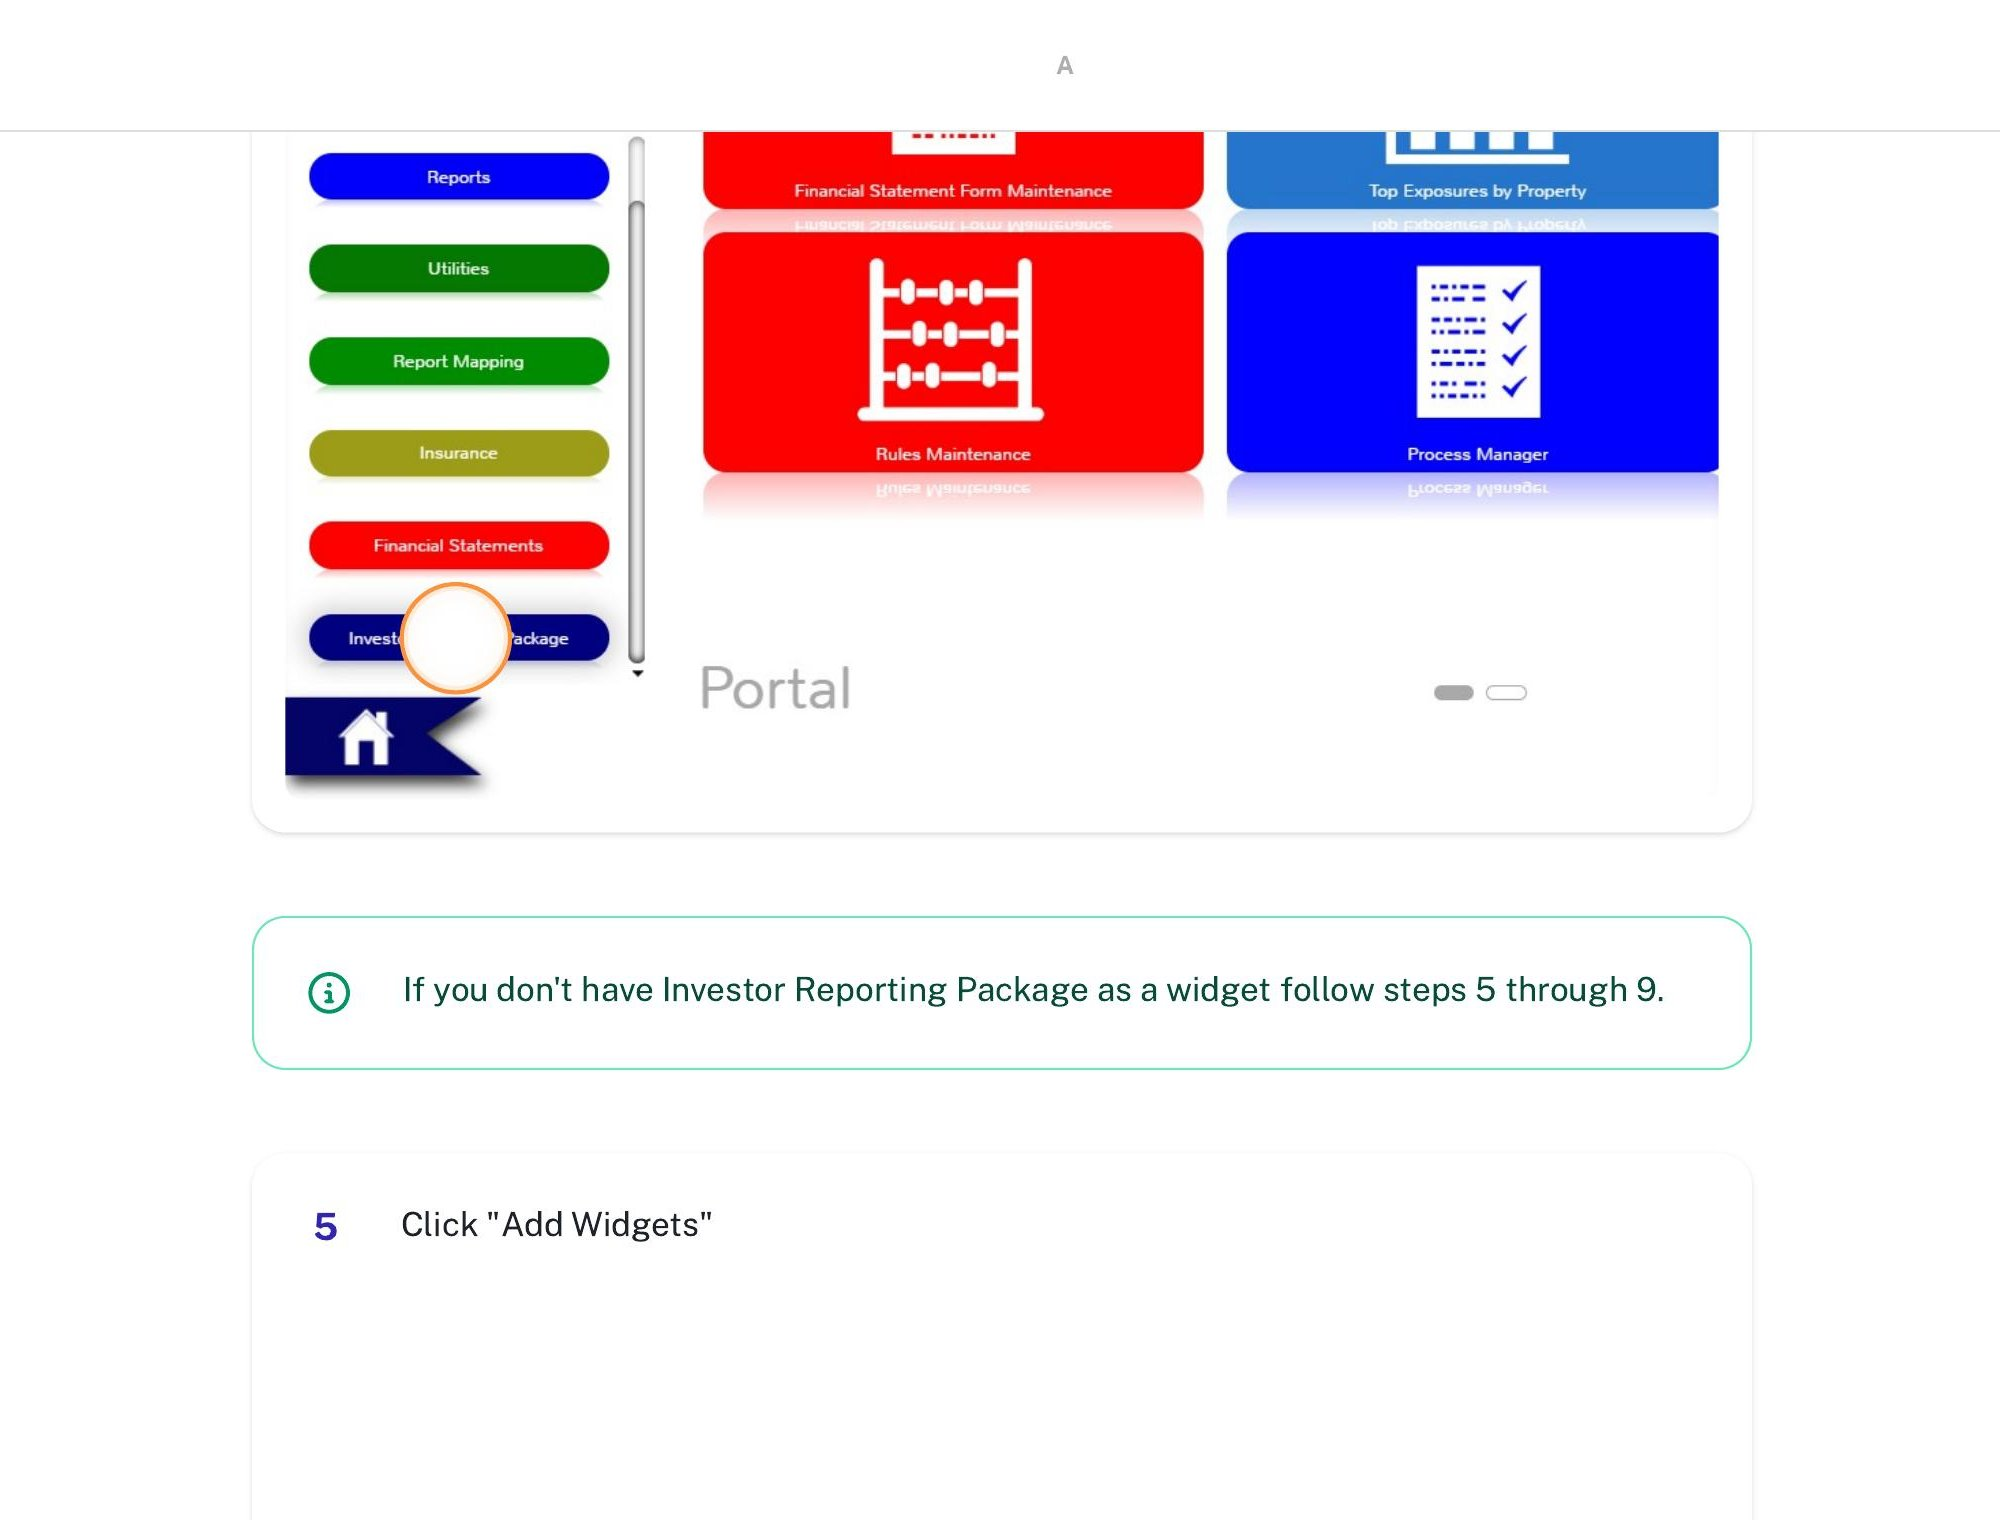 A
Reports
Financial Statement Form Maintenance
Top Exposures by Property
Utilities
Report Mapping
Insurance
Rules Maintenance
Process Manager
Financial Statements
Portal
If you don't have Investor Reporting Package as a widget follow steps 5 through 9.
5 Click "Add Widgets"